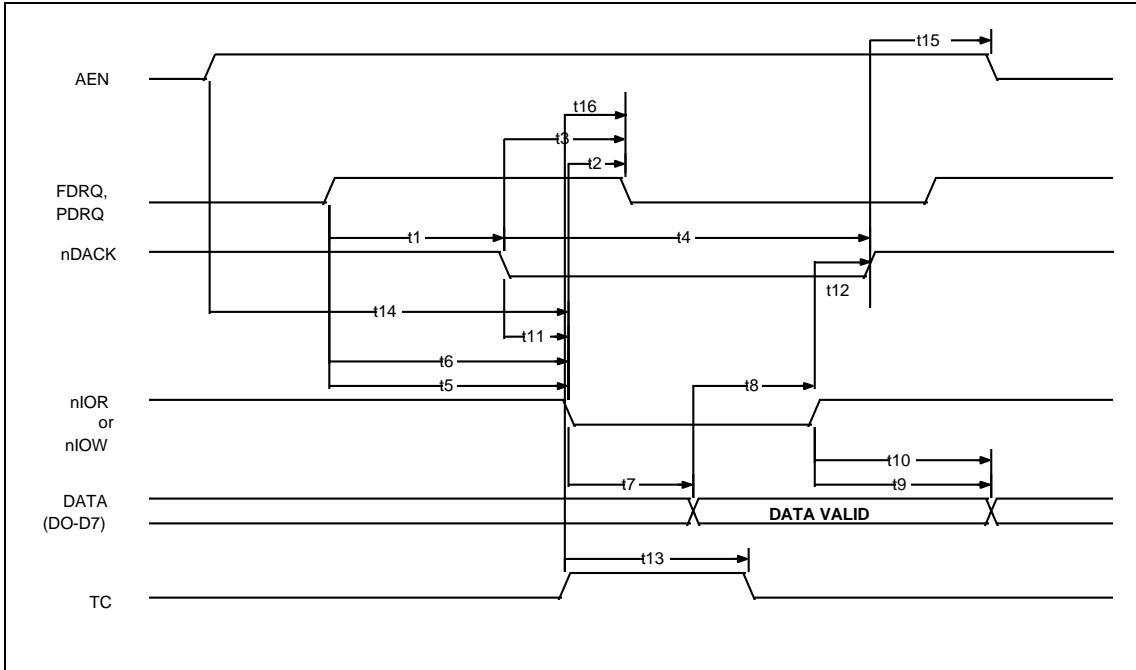 t15
AEN
t16
t3
t2
FDRQ,
PDRQ
t1
t4
nDACK
t12
t14
t11
t6
t5
t8
nIOR
or
nIOW
t10
t7
t9
DATA
(DO-D7)
DATA VALID
t13
TC